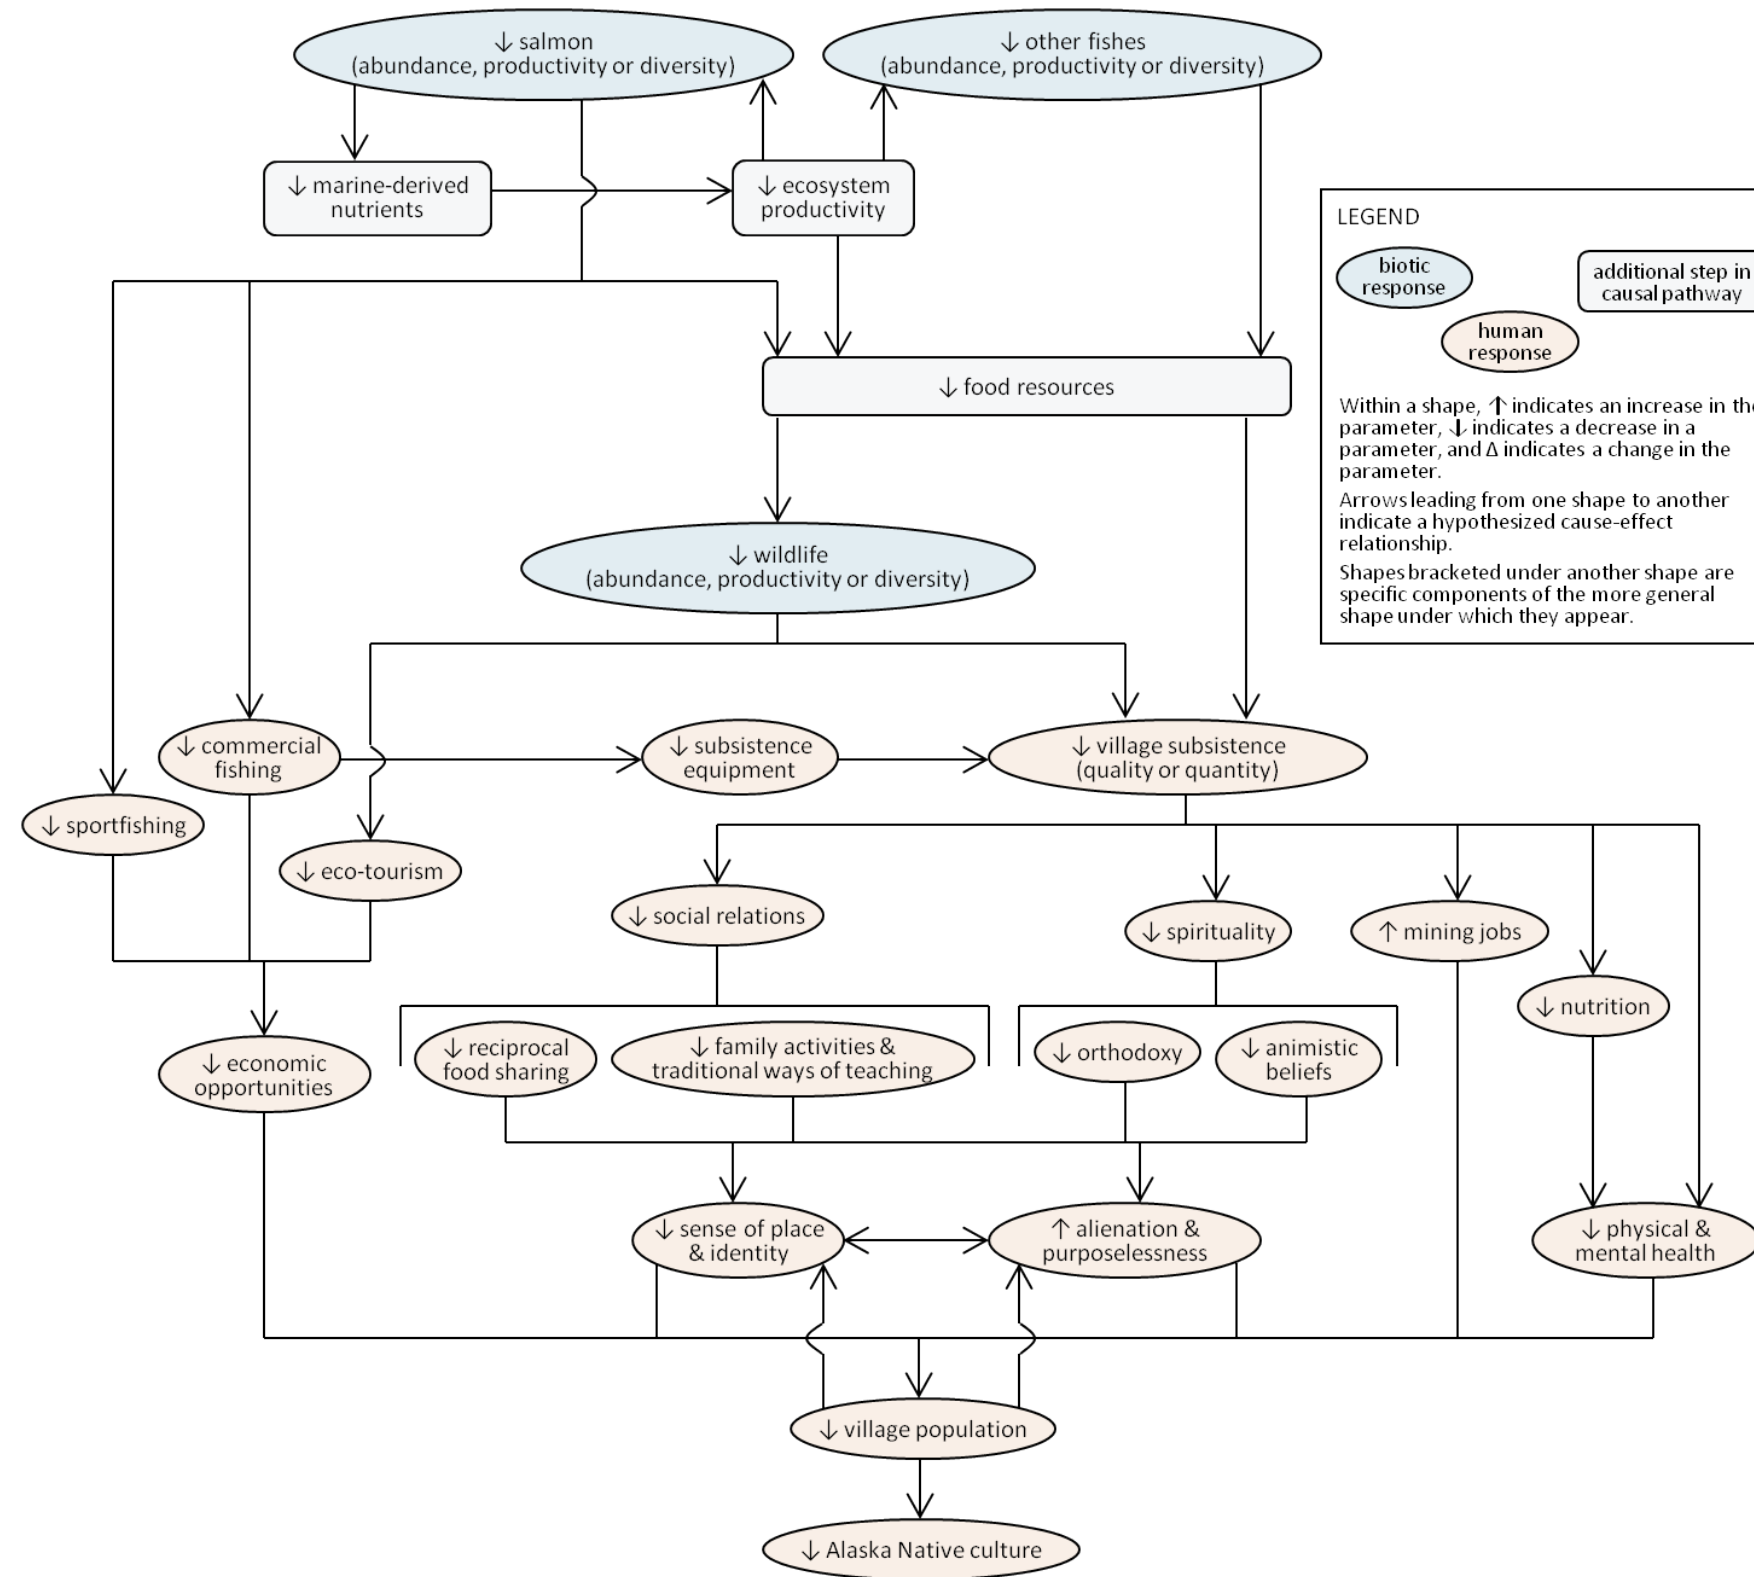 ↓ salmon
(abundance, productivity or diversity)
↓ other fishes
(abundance, productivity or diversity)
↓ marine-derived
nutrients
↓ ecosystem
productivity
LEGEND
biotic
response
additional step in
causal pathway
human
response
Within a shape, ↑ indicates an increase in the
parameter, ↓ indicates a decrease in a
parameter, and Δ indicates a change in the
parameter.
Arrows leading from one shape to another
indicate a hypothesized cause-effect
relationship.
Shapes bracketed under another shape are
specific components of the more general
shape under which they appear.
↓ food resources
↓ wildlife
(abundance, productivity or diversity)
↓ commercial
fishing
↓ subsistence
equipment
↓ village subsistence
(quality or quantity)
↓ sportfishing
↓ eco-tourism
↓ social relations
↓ spirituality
↑ mining jobs
↓ nutrition
↓ economic
opportunities
↓ reciprocal
food sharing
↓ family activities &
traditional ways of teaching
↓ orthodoxy
↓ animistic
beliefs
↓ sense of place
& identity
↑ alienation &
purposelessness
↓ physical &
mental health
↓ village population
↓ Alaska Native culture